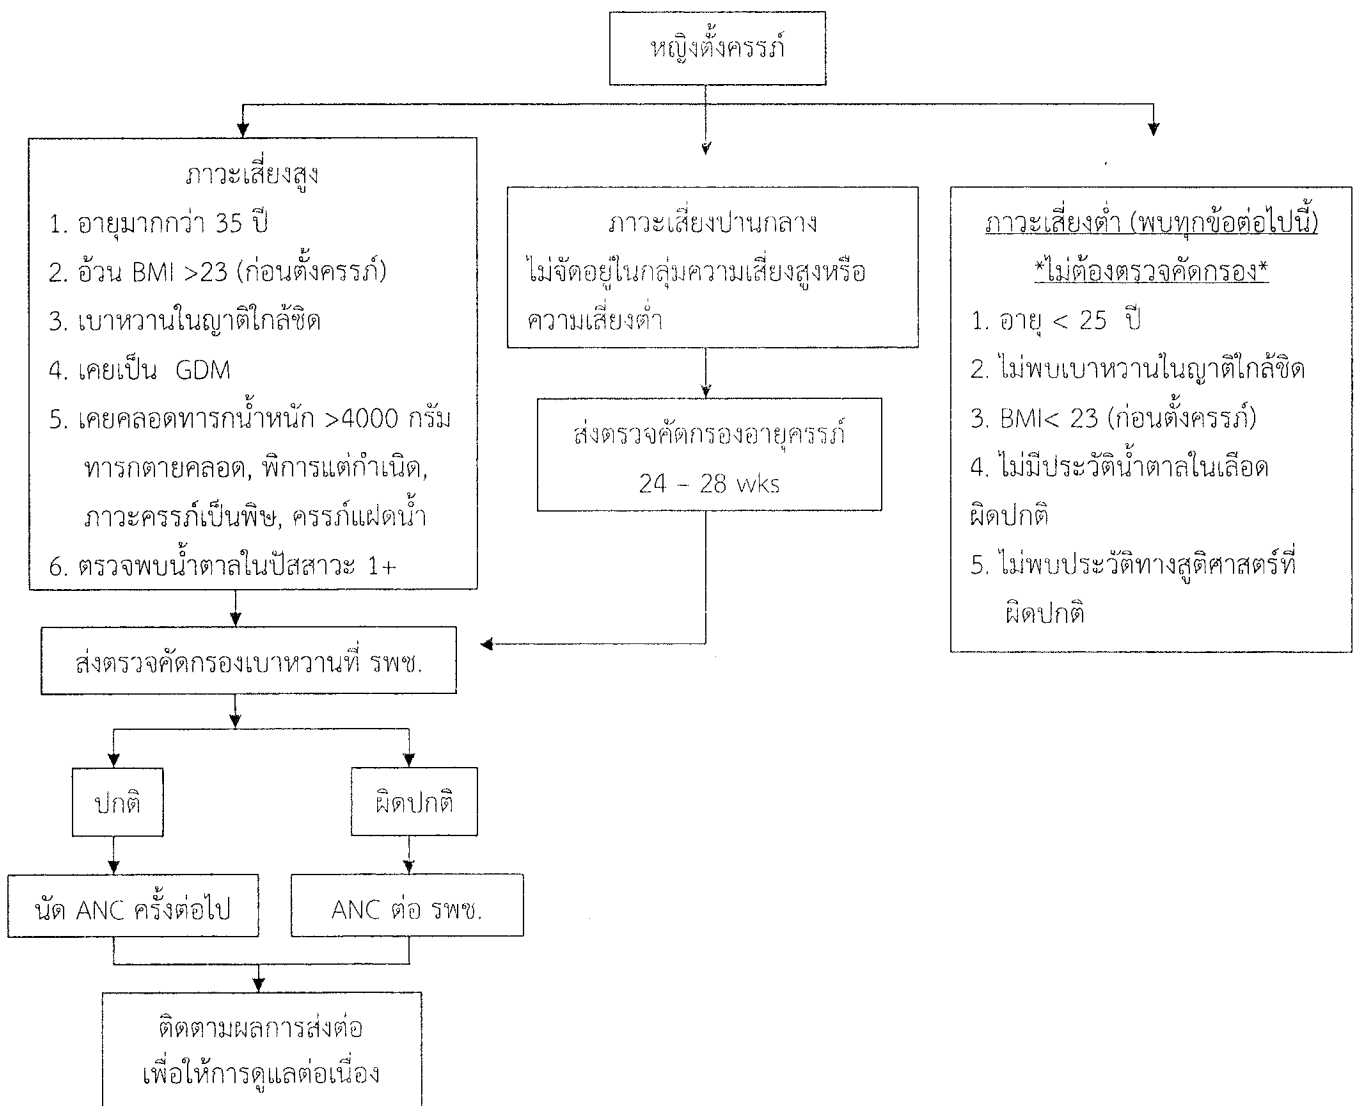 หญิงตั้งครรภ์
ภาวะเสี่ยงสูง
1. อายุมากกว่า 35 ปี
2. อ้วน BMI >23 (ก่อนตั้งครรภ์)
3. เบาหวานในญาติใกล้ชิด
4. เคยเป็น GDM
5. เคยคลอดทารกน้ำหนัก >4000 กรัม
ทารกตายคลอด, พิการแต่กำเนิด,
ภาวะครรภ์เป็นพิษ, ครรภ์แฝดน้ำ
6. ตรวจพบน้ำตาลในปัสสาวะ 1+
ภาวะเสี่ยงปานกลาง
ไม่จัดอยู่ในกลุ่มความเสี่ยงสูงหรือ
ความเสี่ยงต่ำ
ส่งตรวจคัดกรองอายุครรภ์
24 – 28 wks
ภาวะเสี่ยงต่ำ (พบทุกข้อต่อไปนี้)
*ไม่ต้องตรวจคัดกรอง*
1. อายุ < 25 ปี
2. ไม่พบเบาหวานในญาติใกล้ชิด
3. BMI< 23 (ก่อนตั้งครรภ์)
4. ไม่มีประวัติน้ำตาลในเลือด
ผิดปกติ
5. ไม่พบประวัติทางสูติศาสตร์ที่
ผิดปกติ
ส่งตรวจคัดกรองเบาหวานที่ รพช.
ปกติ
ผิดปกติ
นัด ANC ครั้งต่อไป
ANC ต่อ รพช.
ติดตามผลการส่งต่อ
เพื่อให้การดูแลต่อเนื่อง